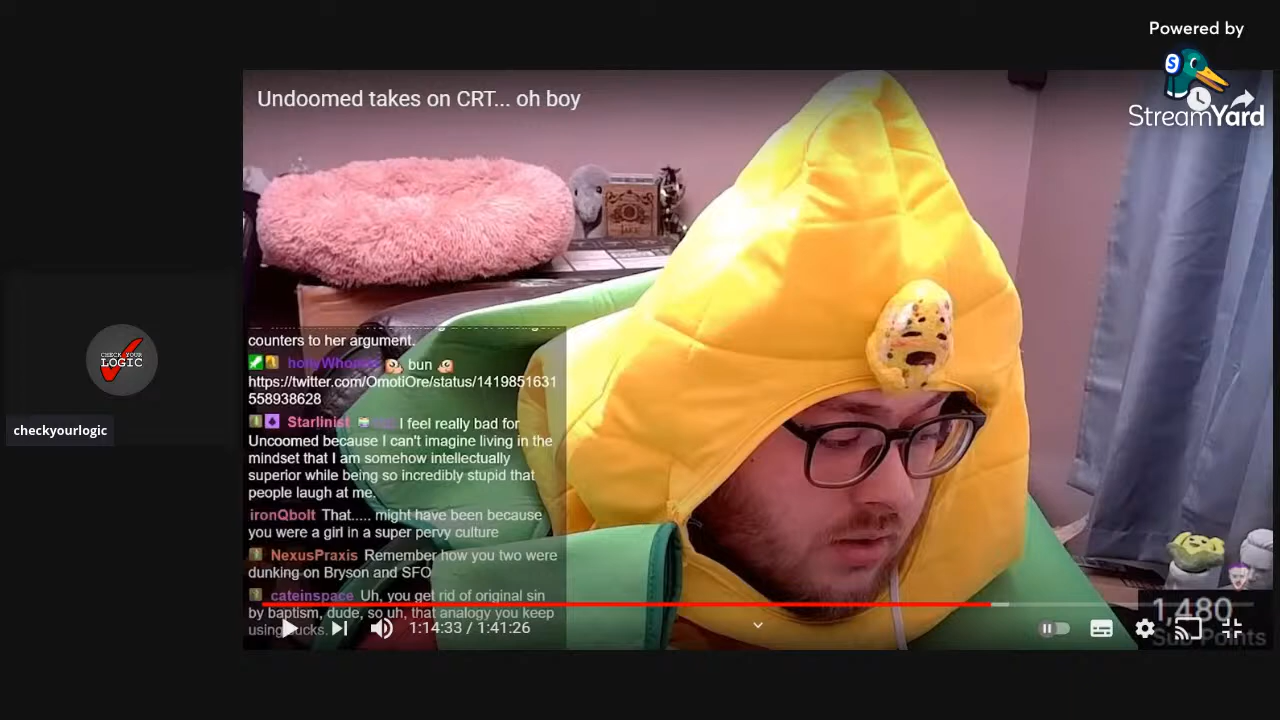 Powered by
S
StreamYard
Undoomed takes on CRT... oh boy
counters to her argument.
bun
https://twitter.com/OmotiOre/status/1419851631
558938628
Starlinist I feel really bad for
Uncoomed because I can't imagine living in the
mindset that I am somehow intellectually
superior while being so incredibly stupid that
people laugh at me.
ironQbolt That..... might have been because
you were a girl in a super pervy culture
NexusPraxis Remember how you two were
dunking on Bryson and SFO
cateinspace Uh, you get rid of original sin
by baptism, dude, so uh, that analogy you keep
using sucks.
CHECK YOUR
LOGIC
checkyourlogic
1:14:33 / 1:41:26
1,480
Sub Points